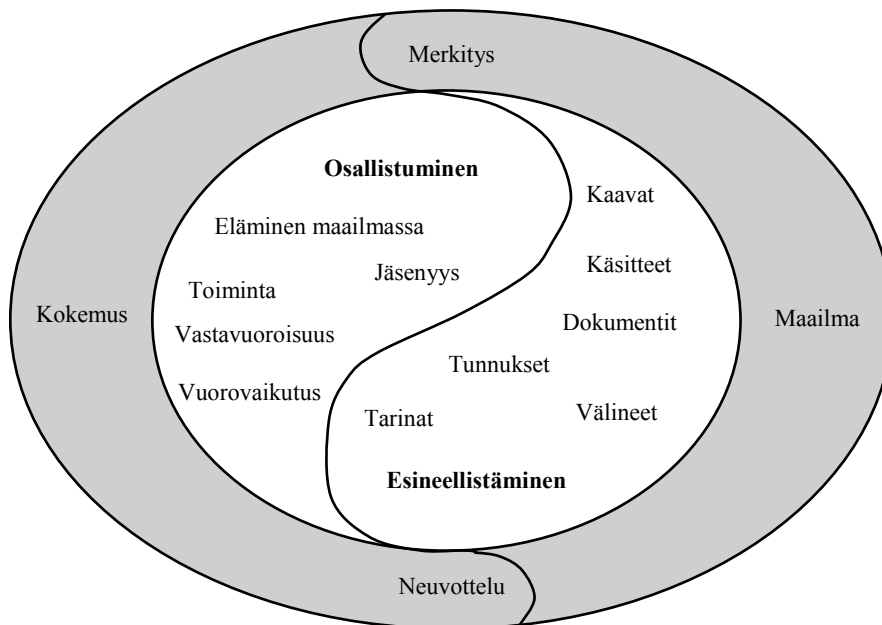 Merkitys
Osallistuminen
Kaavat
Eläminen maailmassa
Käsitteet
Jäsenyys
Toiminta
Kokemus
Maailma
Dokumentit
Vastavuoroisuus
Tunnukset
Vuorovaikutus
Välineet
Tarinat
Esineellistäminen
Neuvottelu